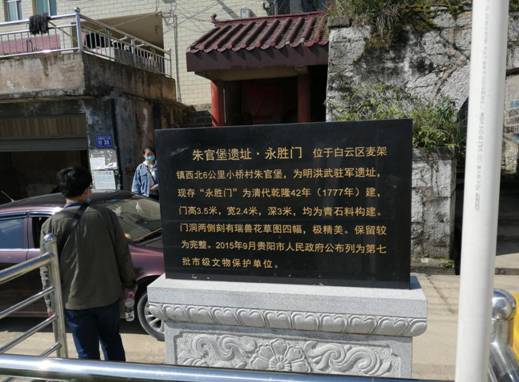 朱官堡遗址·永胜门 位于白云区麦架
镇西北6公里小桥村朱官堡，为明洪武驻军遗址，
现存“永胜门”为清代乾隆42年（1777年）建，
门高3.5米，宽2.4米，深3米，均为青石料构建。
门洞两侧刻有瑞兽花草图四幅，极精美。保留较
为完整。2015年9月贵阳市人民政府公布列为第七
批市级文物保护单位。